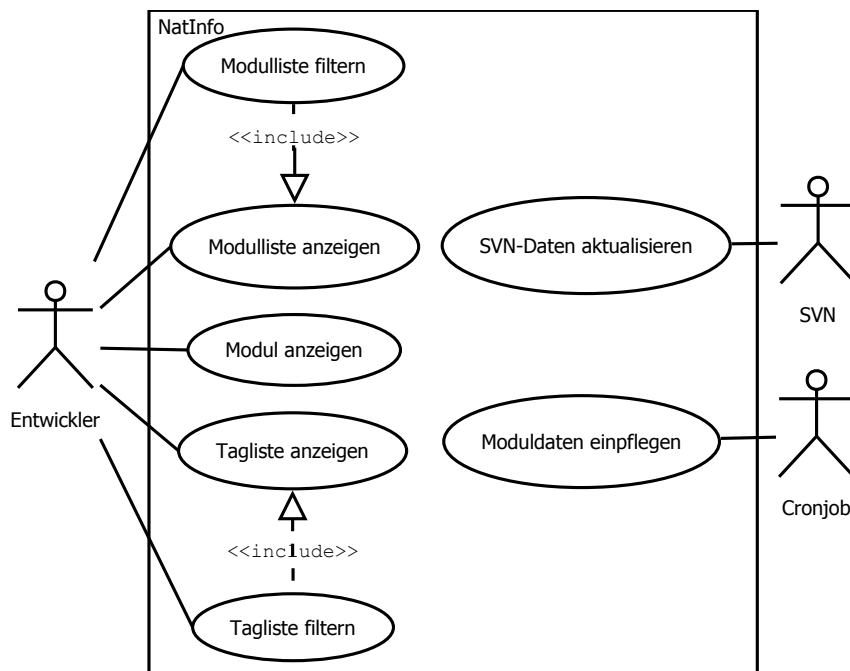 NatInfo
Modulliste filtern
<<include>>
Modulliste anzeigen
SVN-Daten aktualisieren
SVN
Modul anzeigen
Entwickler
Tagliste anzeigen
Moduldaten einpflegen
Cronjob
<<include>>
Tagliste filtern